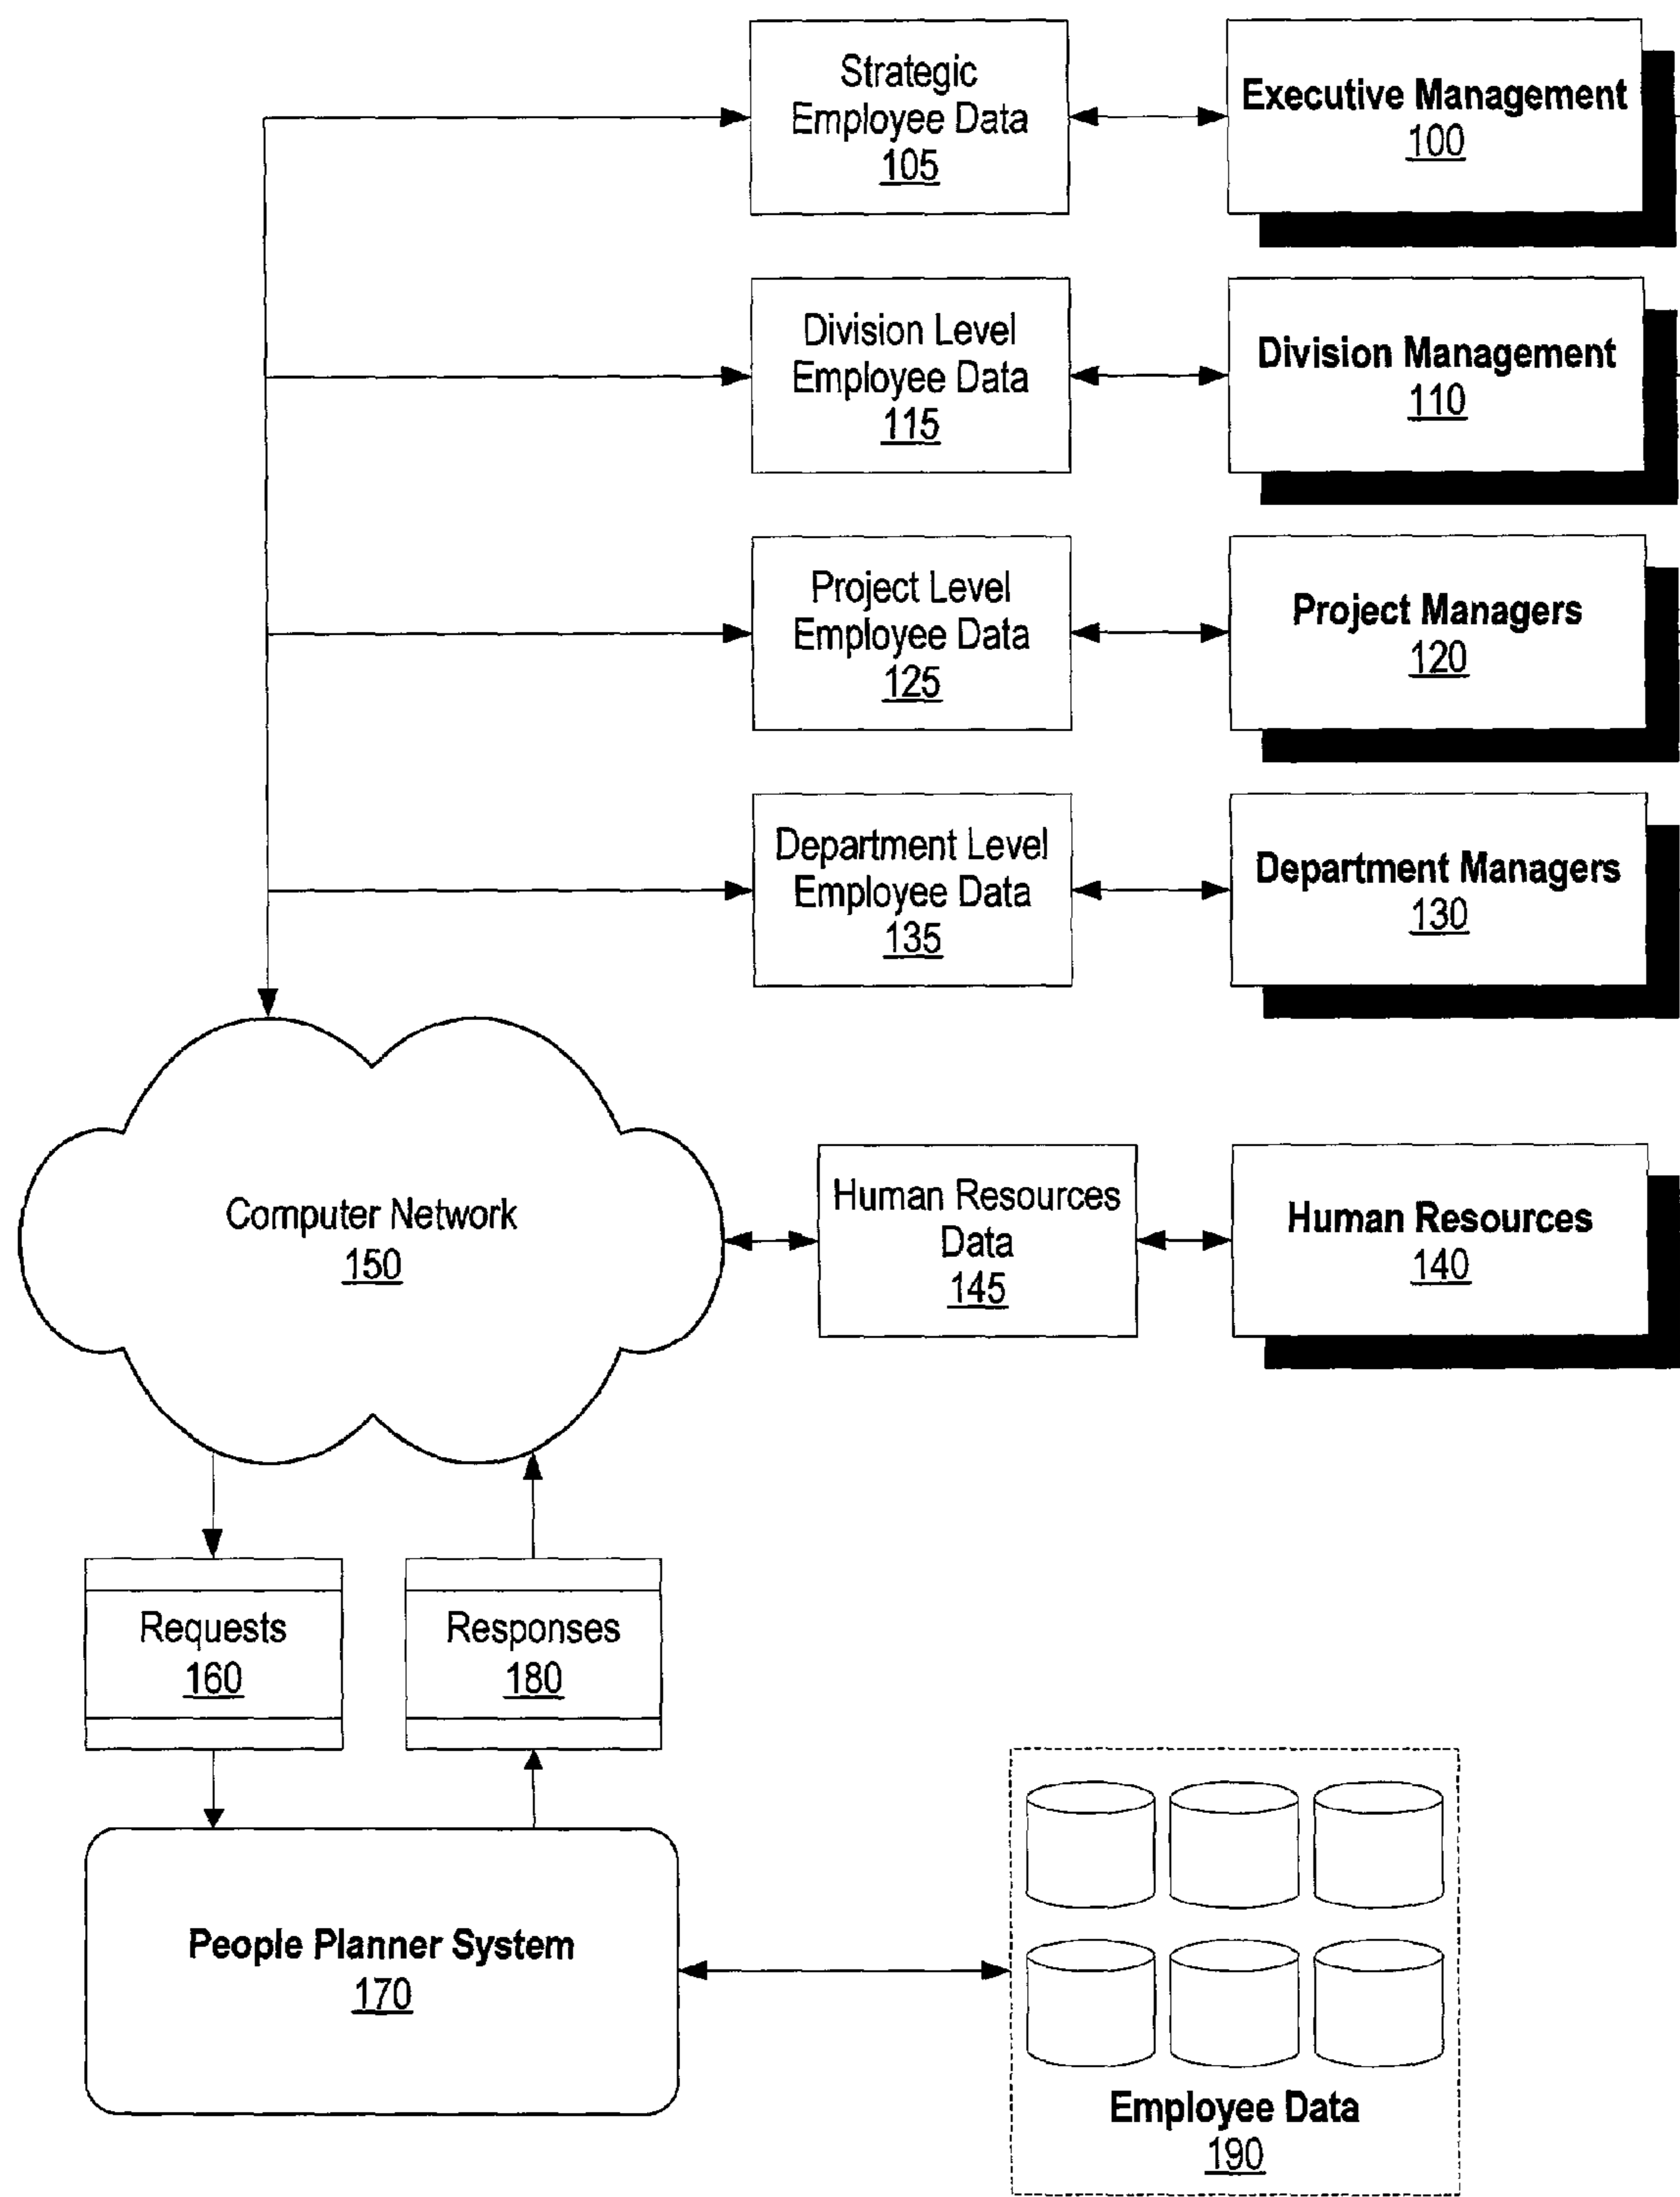 Strategic
Employee Data
105
Executive Management
100
Division Level
Employee Data
115
Division Management
110
Project Level
Employee Data
125
Project Managers
120
Department Level
Employee Data
135
Department Managers
130
Computer Network
150
Human Resources
Data
145
Human Resources
140
Requests
160
Responses
180
People Planner System
170
Employee Data
190